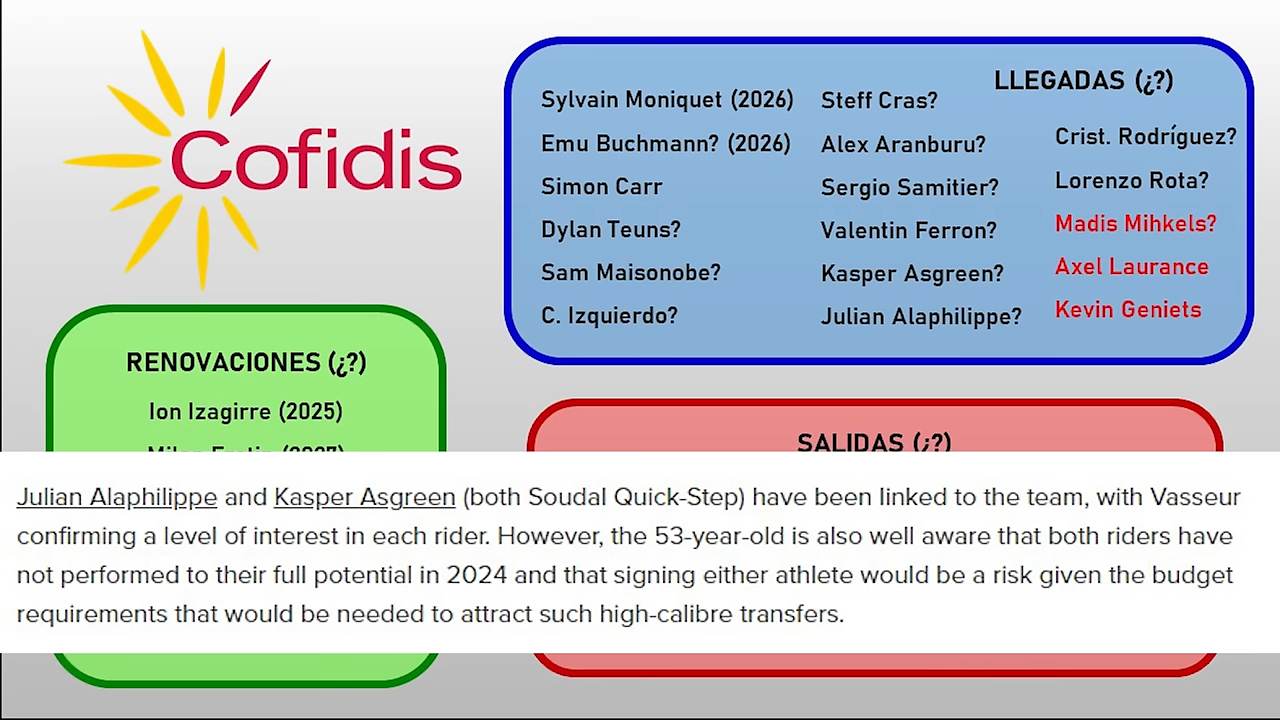 Cofidis
LLEGADAS (¿?)
Sylvain Moniquet (2026)
Emu Buchmann? (2026)
Simon Carr
Dylan Teuns?
Sam Maisonobe?
C. Izquierdo?
Steff Cras?
Alex Aranburu?
Sergio Samitier?
Valentin Ferron?
Kasper Asgreen?
Julian Alaphilippe?
Crist. Rodríguez?
Lorenzo Rota?
Madis Mihkels?
Axel Laurance
Kevin Geniets
RENOVACIONES (¿?)
Ion Izagirre (2025)
SALIDAS (¿?)
Julian Alaphilippe and Kasper Asgreen (both Soudal Quick-Step) have been linked to the team, with Vasseur
confirming a level of interest in each rider. However, the 53-year-old is also well aware that both riders have
not performed to their full potential in 2024 and that signing either athlete would be a risk given the budget
requirements that would be needed to attract such high-calibre transfers.